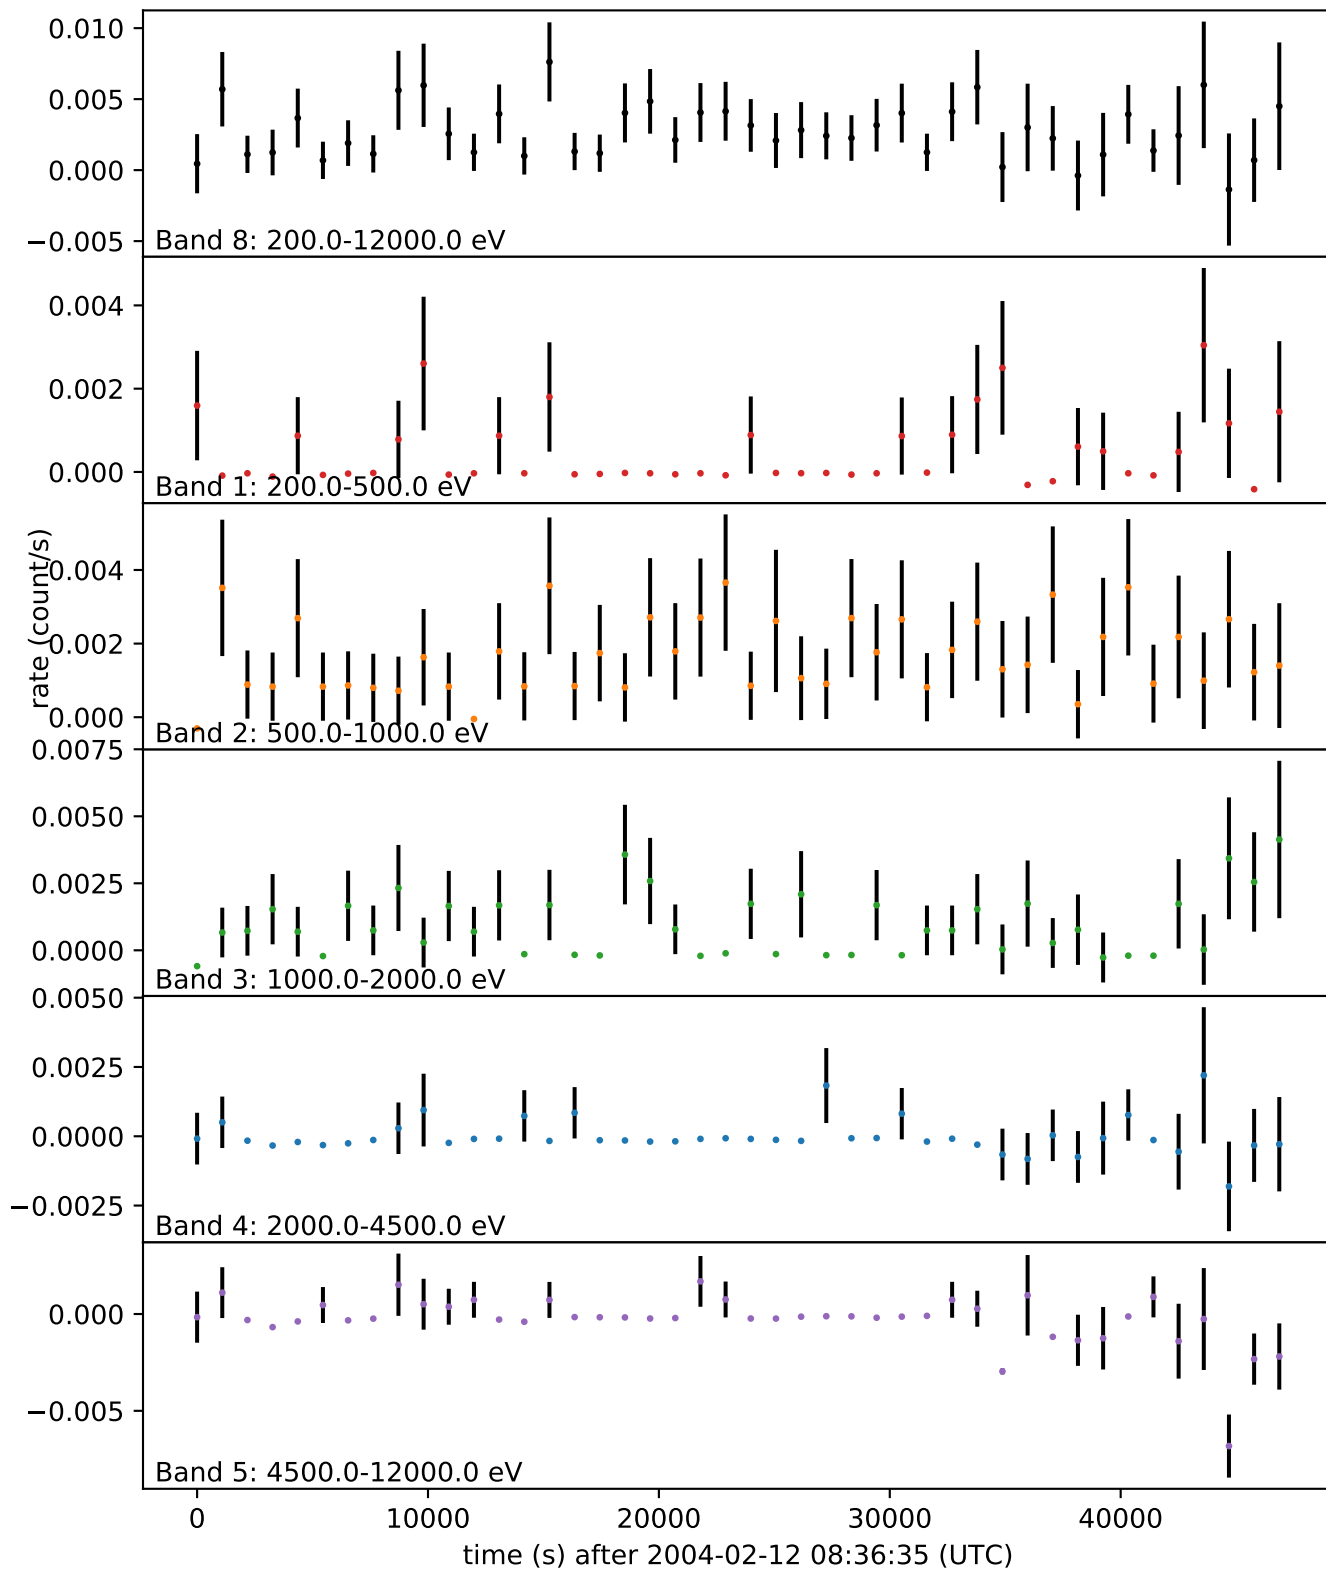 0.010
0.005
0.000
−0.005
Band 8: 200.0-12000.0 eV
0.004
0.002
0.000
Band 1: 200.0-500.0 eV
rate (count/s)
0.004
0.002
0.000
Band 2: 500.0-1000.0 eV
0.0075
0.0050
0.0025
0.0000
Band 3: 1000.0-2000.0 eV
0.0050
0.0025
0.0000
−0.0025
Band 4: 2000.0-4500.0 eV
0.000
−0.005
Band 5: 4500.0-12000.0 eV
0 10000 20000 30000 40000
time (s) after 2004-02-12 08:36:35 (UTC)